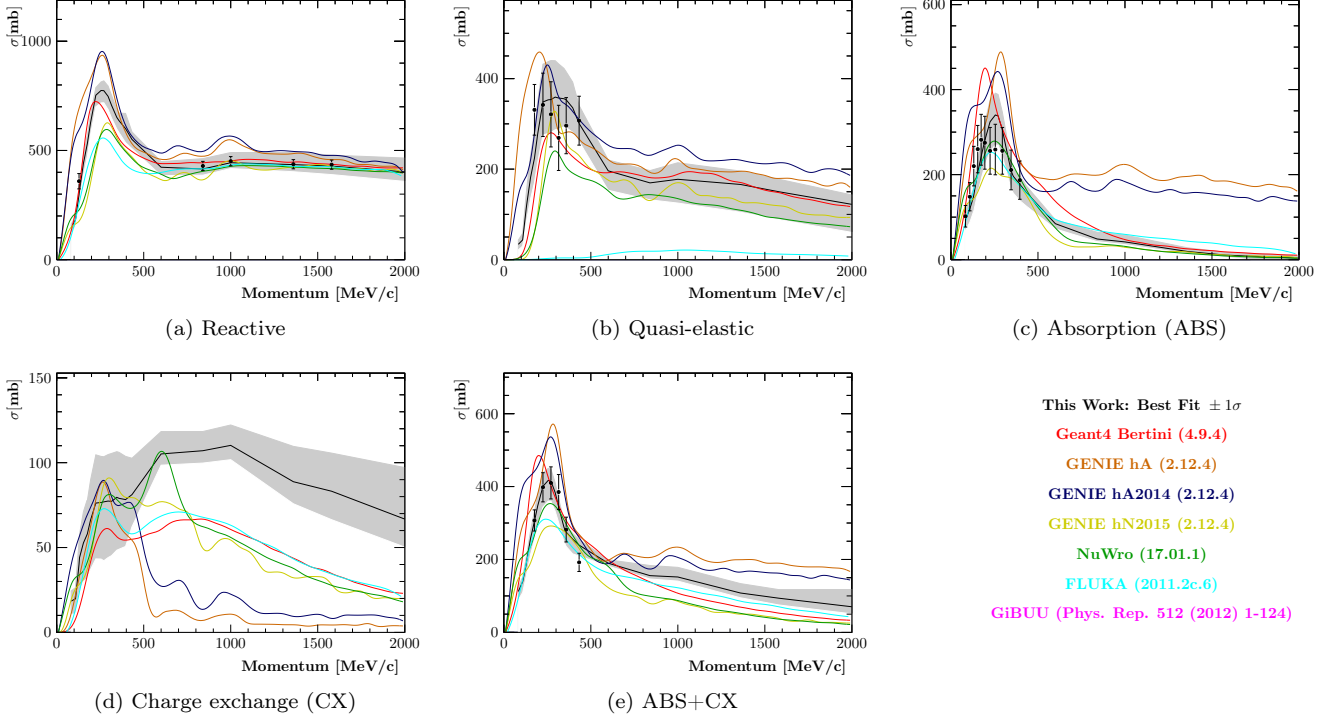 σ[mb]
1000
500
0
0 500 1000 1500 2000
Momentum [MeV/c]
(a) Reactive
σ[mb]
400
200
0
0 500 1000 1500 2000
Momentum [MeV/c]
(b) Quasi-elastic
σ[mb]
600
450
300
150
0
0 500 1000 1500 2000
Momentum [MeV/c]
(c) Absorption (ABS)
σ[mb]
150
100
50
0
0 500 1000 1500 2000
Momentum [MeV/c]
(d) Charge exchange (CX)
σ[mb]
600
400
200
0
0 500 1000 1500 2000
Momentum [MeV/c]
(e) ABS+CX
This Work: Best Fit ± 1σ
Geant4 Bertini (4.9.4)
GENIE hA (2.12.4)
GENIE hA2014 (2.12.4)
GENIE hN2015 (2.12.4)
NuWro (17.01.1)
FLUKA (2011.2c.6)
GiBUU (Phys. Rep. 512 (2012) 1-124)